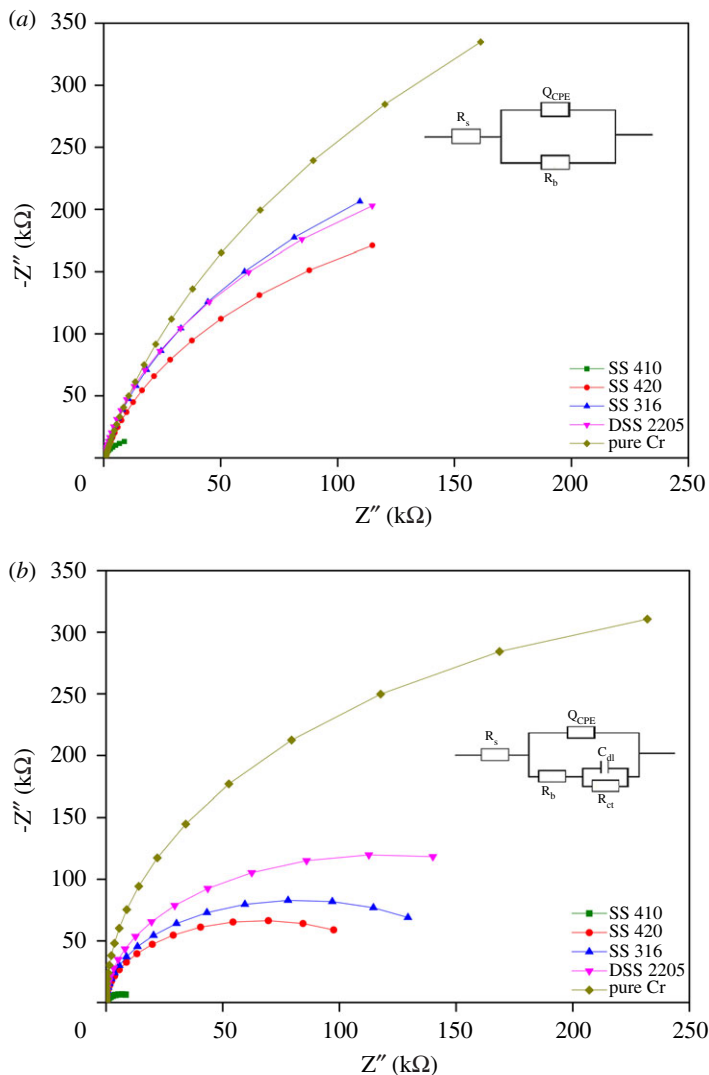 (a)
350
300
250
200
150
100
50
0
-Z″ (kΩ)
50
100
150
200
250
Z″ (kΩ)
R_s
Q_CPE
R_b
SS 410
SS 420
SS 316
DSS 2205
pure Cr
(b)
350
300
250
200
150
100
50
0
-Z″ (kΩ)
50
100
150
200
250
Z″ (kΩ)
R_s
Q_CPE
C_dl
R_b
R_ct
SS 410
SS 420
SS 316
DSS 2205
pure Cr